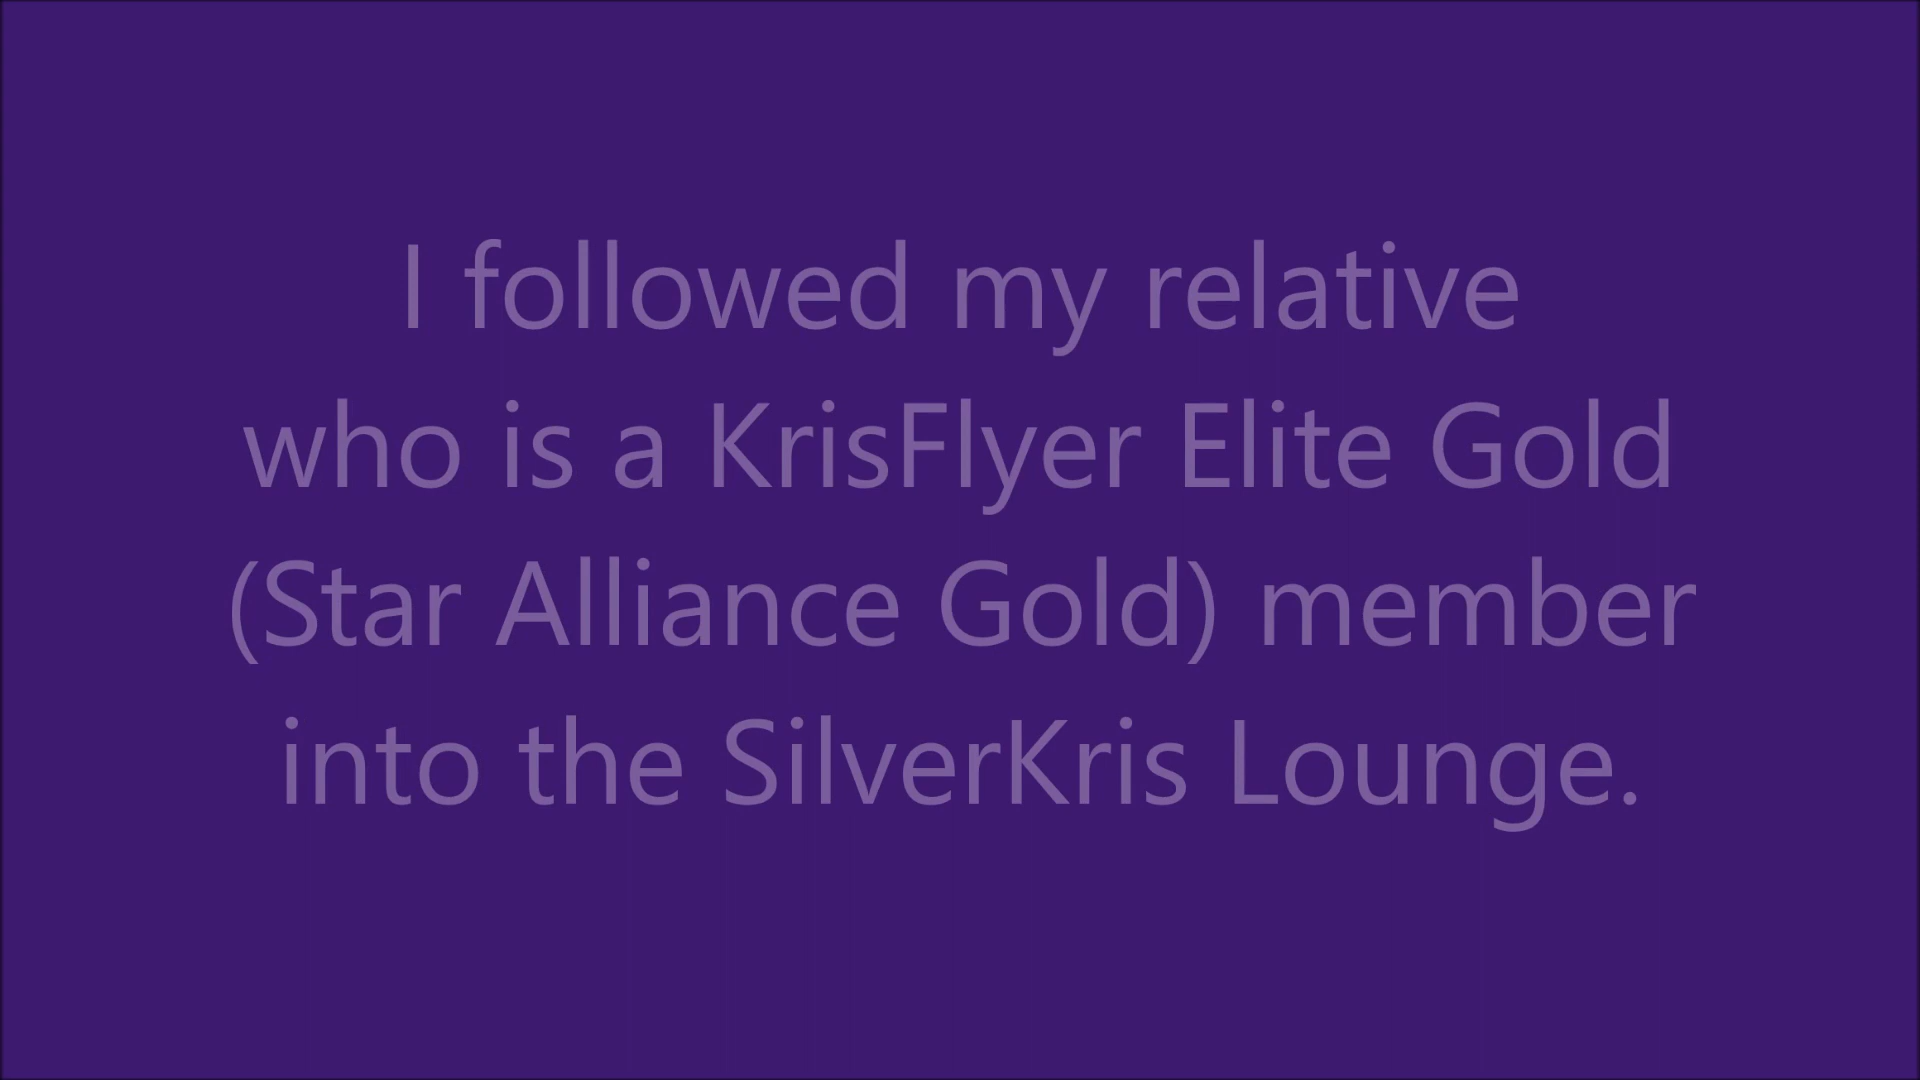 I followed my relative
who is a KrisFlyer Elite Gold
(Star Alliance Gold) member
into the SilverKris Lounge.